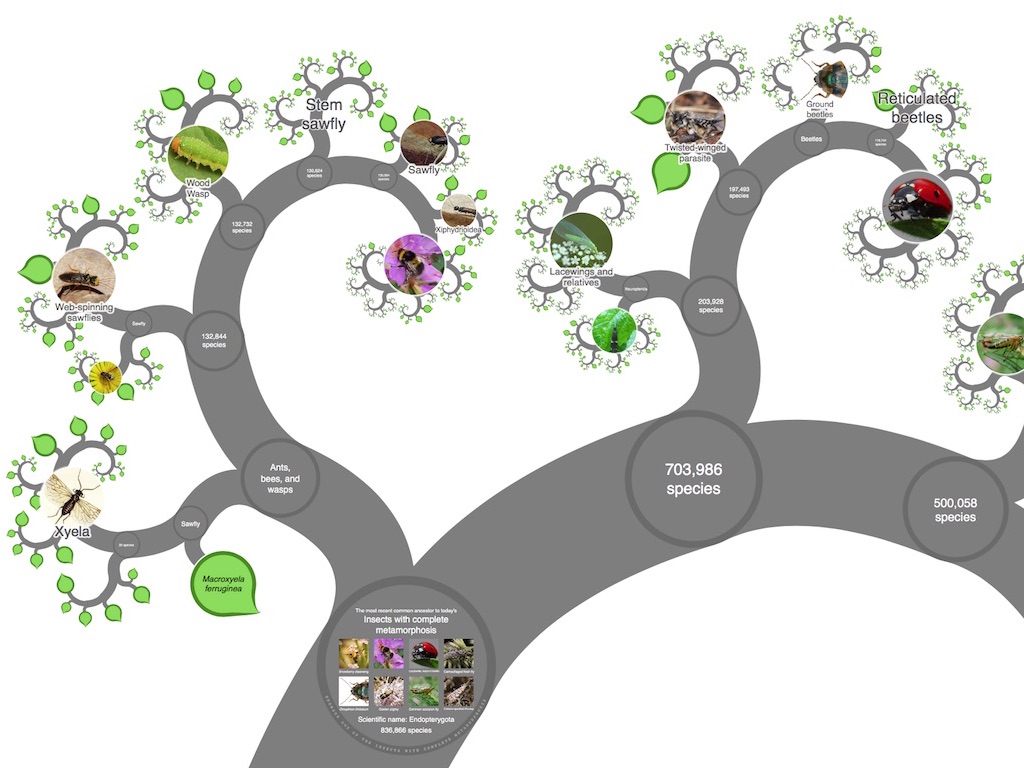 Stem
sawfly
Ground
beetles
Reticulated
beetles
Twisted-winged
parasite
Beetles
Sawfly
Wood
Wasp
130,624
species
197,493
species
132,732
species
Xiphydrioidea
Lacewings and
relatives
203,928
species
Web-spinning
sawflies
Sawfly
132,844
species
Ants,
bees, and
wasps
703,986
species
500,058
species
Xyela
Sawfly
Macroxyela
ferruginea
The most recent common ancestor to today's
Insects with complete
metamorphosis
Scientific name: Endopterygota
836,866 species